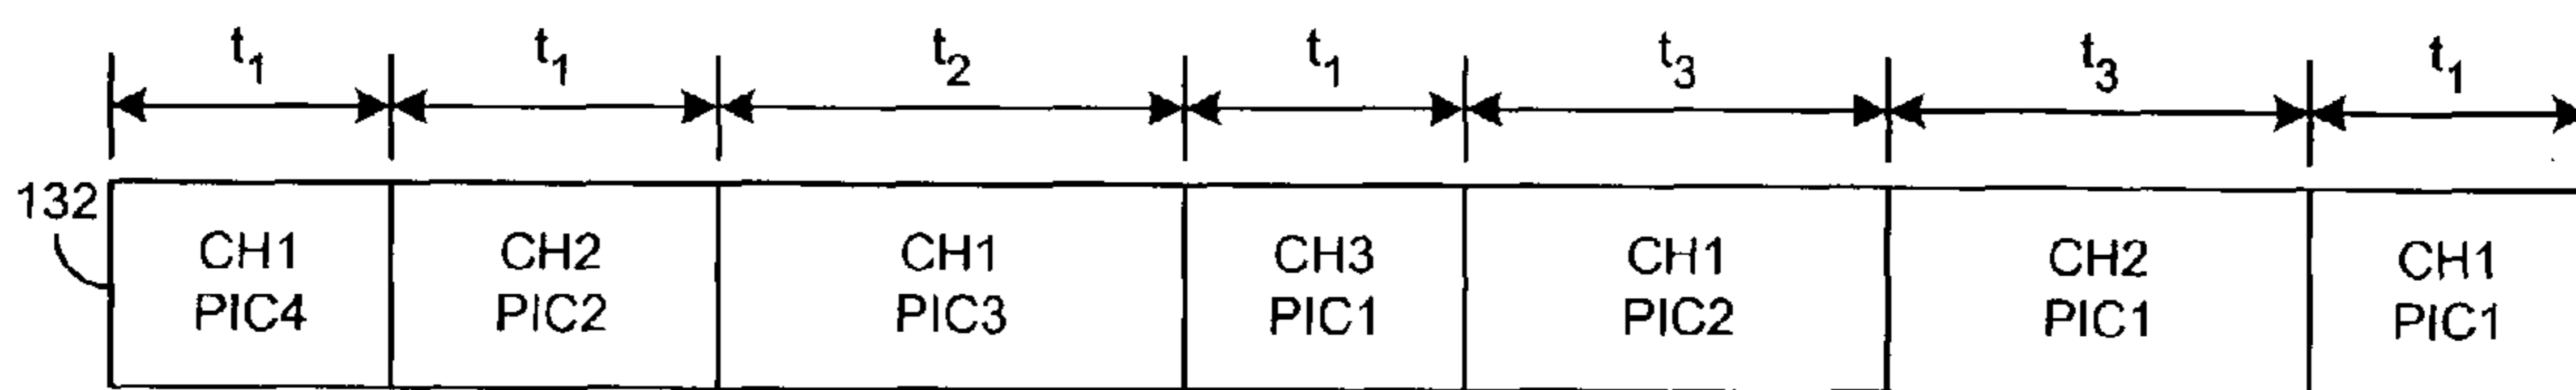 t1 t1 t2 t1 t3 t3 t1
132
CH1 CH2 CH1 CH3 CH1 CH2 CH1
PIC4 PIC2 PIC3 PIC1 PIC2 PIC1 PIC1